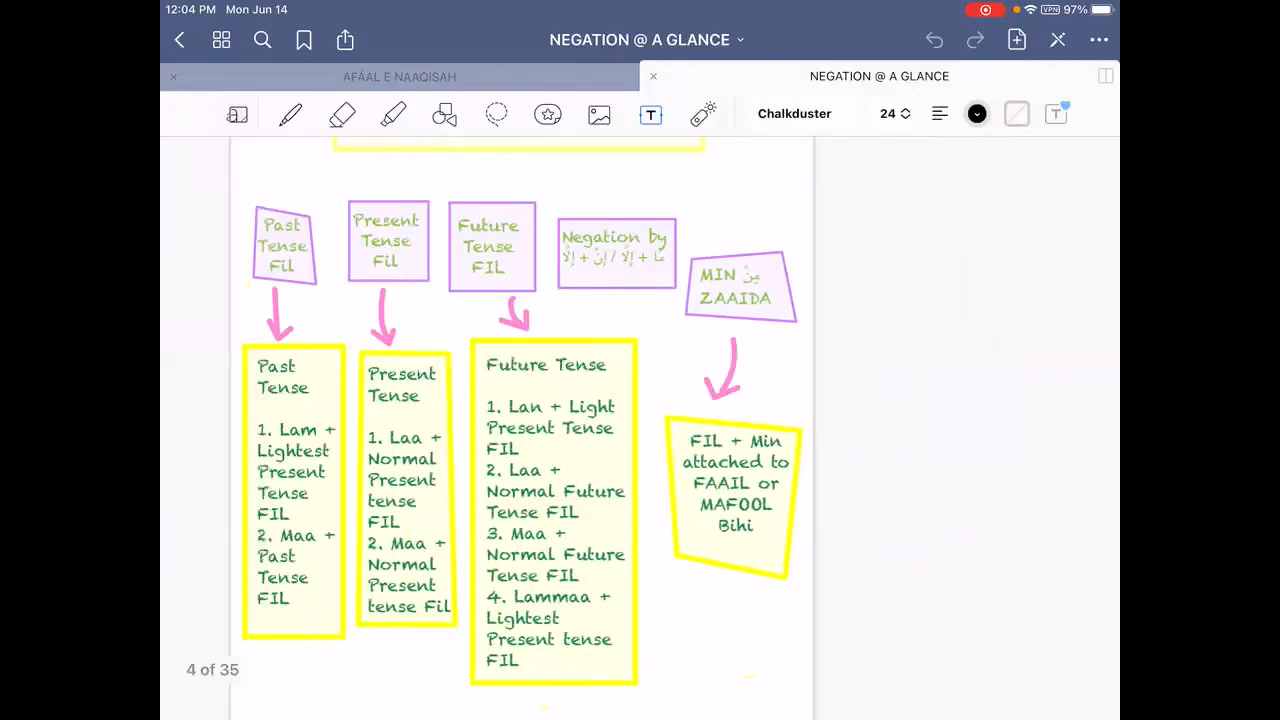 12:04 PM Mon Jun 14
VPN 97%
NEGATION @ A GLANCE
AFÁAL E NAAQISAH
NEGATION @ A GLANCE
T
Chalkduster
24
T
Past
Tense
Fil
Present
Tense
Fil
Future
Tense
FIL
Negation by
مَا + إِلَّا / إِنْ + إِلَّا
MIN مِنْ
ZAAIDA
Past
Tense
1. Lam +
Lightest
Present
Tense
FIL
2. Maa +
Past
Tense
FIL
Present
Tense
1. Laa +
Normal
Present
tense
FIL
2. Maa +
Normal
Present
tense Fil
Future Tense
1. Lan + Light
Present Tense
FIL
2. Laa +
Normal Future
Tense FIL
3. Maa +
Normal Future
Tense FIL
4. Lammaa +
Lightest
Present tense
FIL
FIL + Min
attached to
FAAIL or
MAFOOL
Bihi
4 of 35